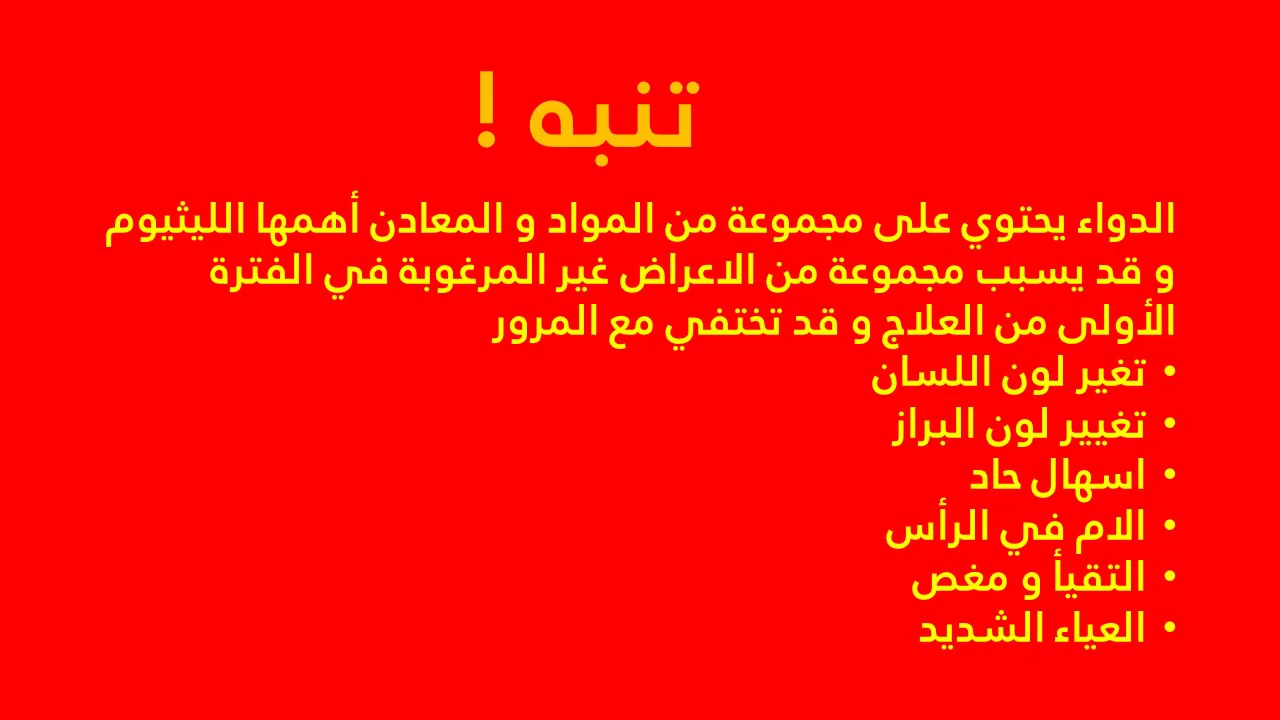 تنبه !
الدواء يحتوي على مجموعة من المواد و المعادن أهمها الليثيوم
و قد يسبب مجموعة من الاعراض غير المرغوبة في الفترة
الأولى من العلاج و قد تختفي مع المرور
• تغير لون اللسان
• تغيير لون البراز
• اسهال حاد
• الام في الرأس
• التقيأ و مغص
• العياء الشديد